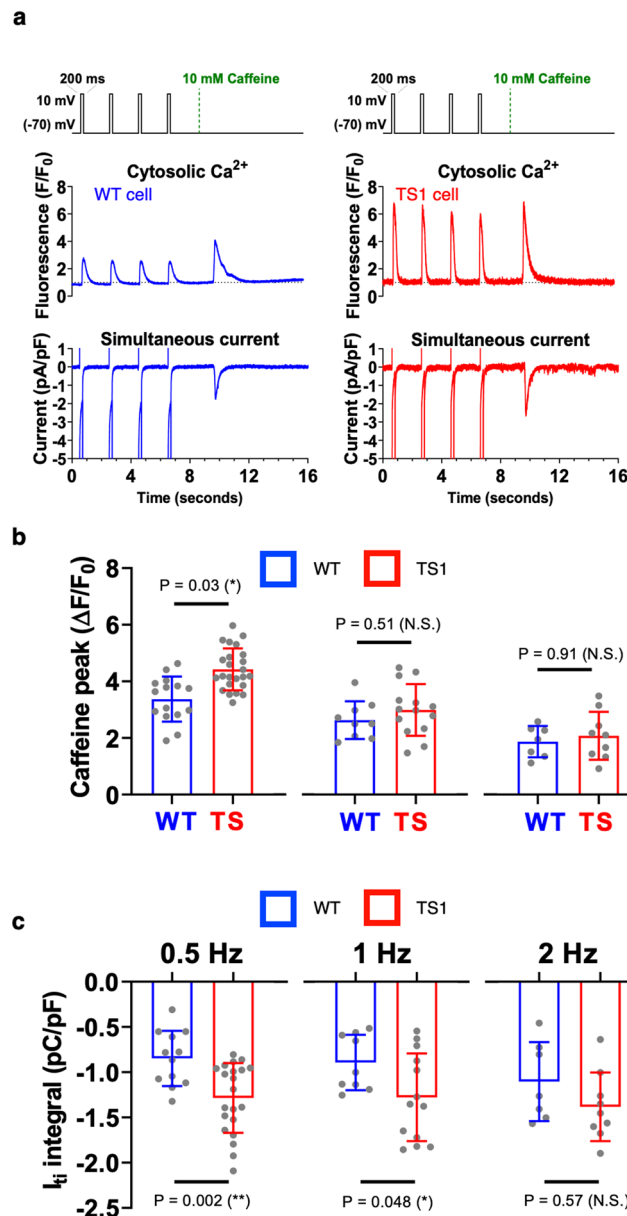 a
200 ms
10 mM Caffeine
10 mV
(-70) mV
Cytosolic Ca2+
WT cell
Fluorescence (F/F0)
8
6
4
2
0
Simultaneous current
Current (pA/pF)
1
0
-1
-2
-3
-4
-5
0 4 8 12 16
Time (seconds)
200 ms
10 mM Caffeine
10 mV
(-70) mV
Cytosolic Ca2+
TS1 cell
Fluorescence (F/F0)
8
6
4
2
0
Simultaneous current
Current (pA/pF)
1
0
-1
-2
-3
-4
-5
0 4 8 12 16
Time (seconds)
b
WT TS1
Caffeine peak (ΔF/F0)
8
6
4
2
0
P = 0.03 (*)
P = 0.51 (N.S.)
P = 0.91 (N.S.)
WT TS WT TS WT TS
WT TS1
c
0.5 Hz 1 Hz 2 Hz
Iti integral (pC/pF)
0.0
-0.5
-1.0
-1.5
-2.0
-2.5
P = 0.002 (**)
P = 0.048 (*)
P = 0.57 (N.S.)